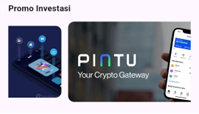 Promo Investasi
PINTU
Your Crypto Gateway